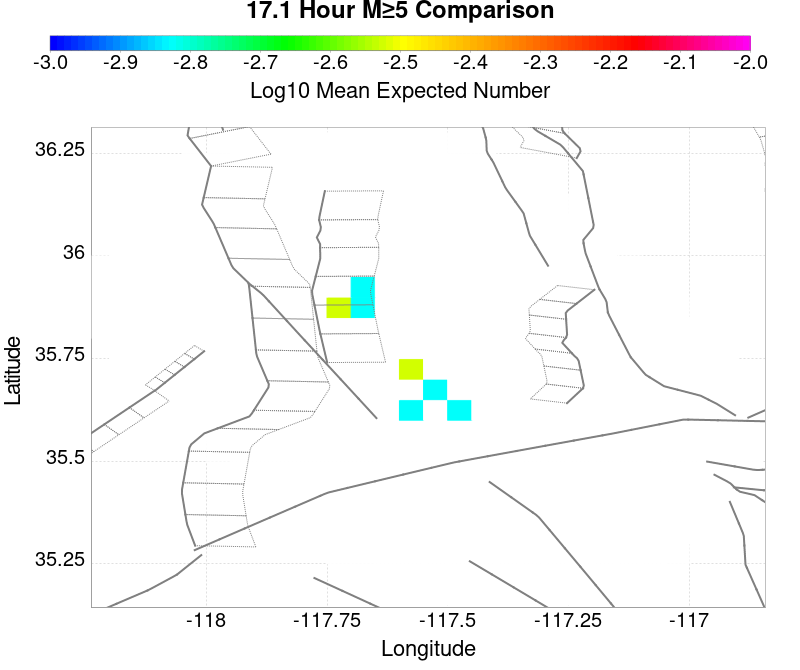 17.1 Hour M≥5 Comparison
-3.0 -2.9 -2.8 -2.7 -2.6 -2.5 -2.4 -2.3 -2.2 -2.1 -2.0
Log10 Mean Expected Number
36.25
36
35.75
35.5
35.25
Latitude
-118 -117.75 -117.5 -117.25 -117
Longitude